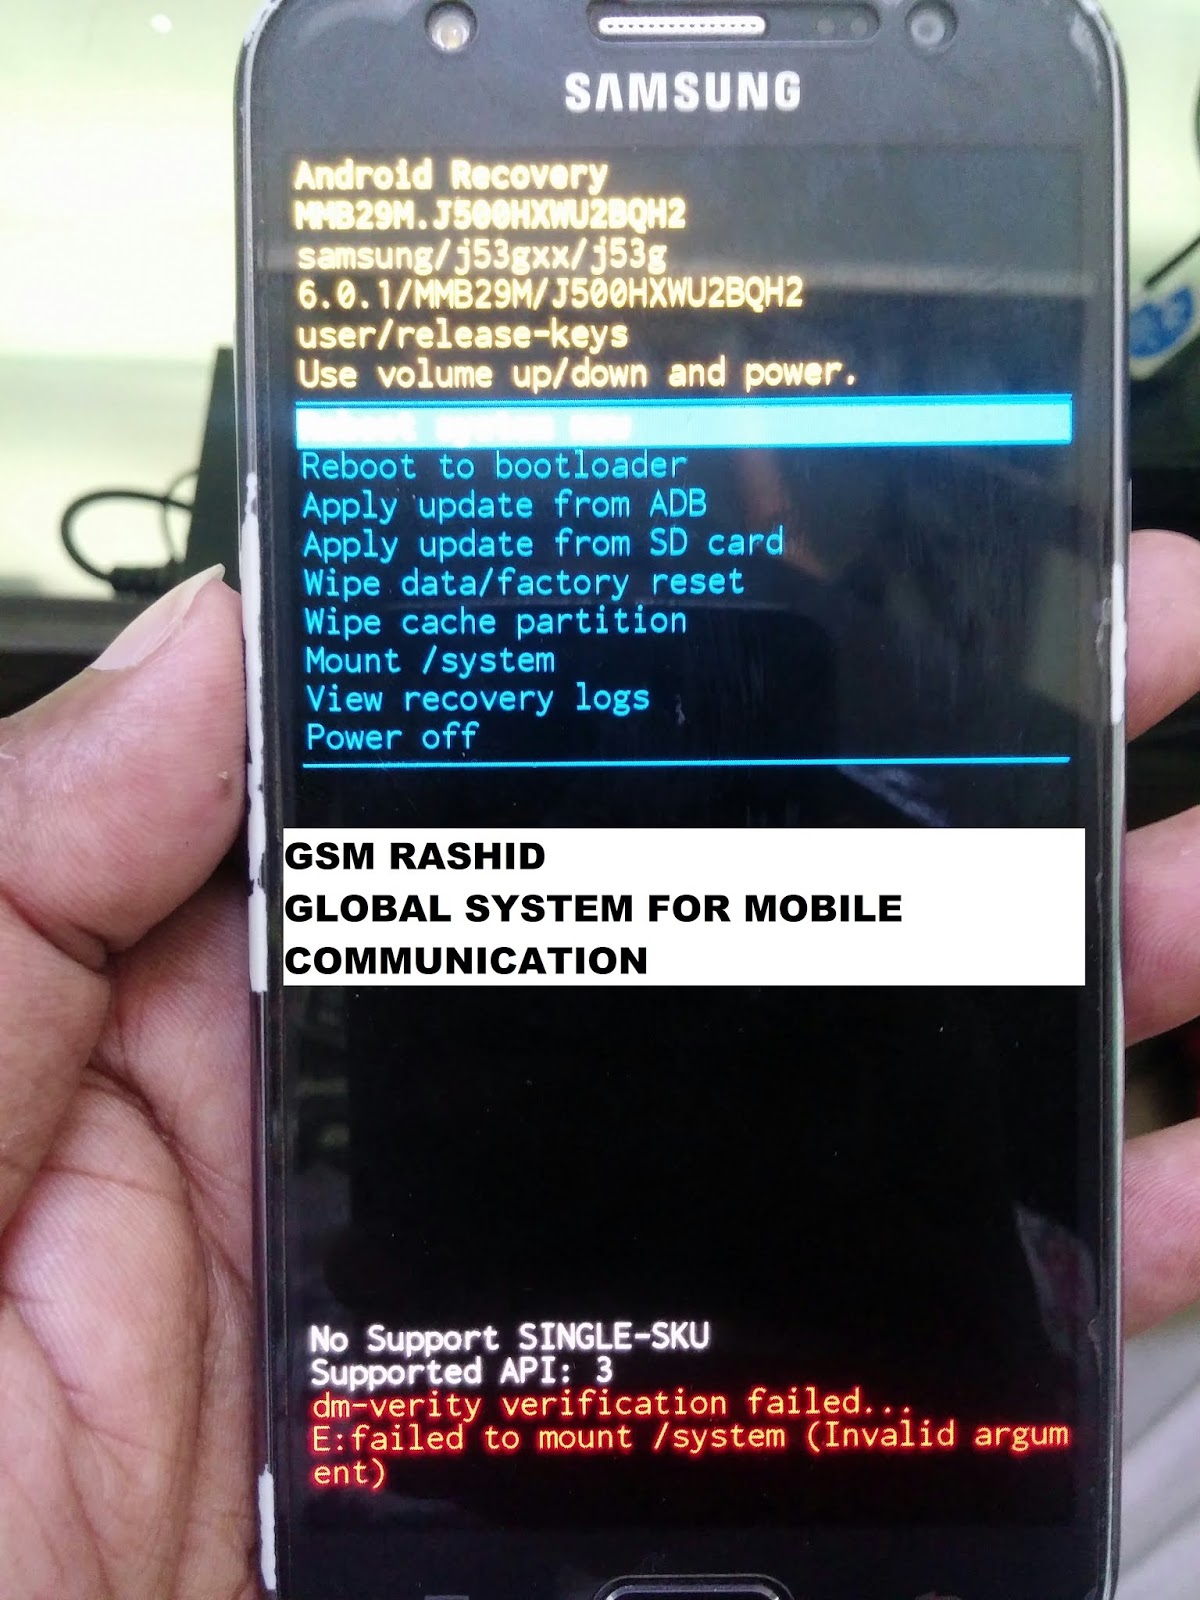 SAMSUNG
Android Recovery
MMB29M.J500HXWU2BQH2
samsung/j53gxx/j53g
6.0.1/MMB29M/J500HXWU2BQH2
user/release-keys
Use volume up/down and power.
Reboot system now
Reboot to bootloader
Apply update from ADB
Apply update from SD card
Wipe data/factory reset
Wipe cache partition
Mount /system
View recovery logs
Power off
GSM RASHID
GLOBAL SYSTEM FOR MOBILE
COMMUNICATION
No Support SINGLE-SKU
Supported API: 3
dm-verity verification failed...
E:failed to mount /system (Invalid argum
ent)